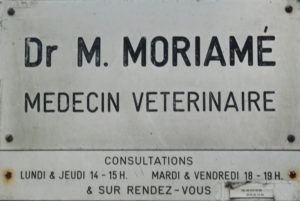 Dr M. MORIAMÉ
MEDECIN VETERINAIRE
CONSULTATIONS
LUNDI & JEUDI 14 - 15 H. MARDI & VENDREDI 18 - 19 H.
& SUR RENDEZ-VOUS